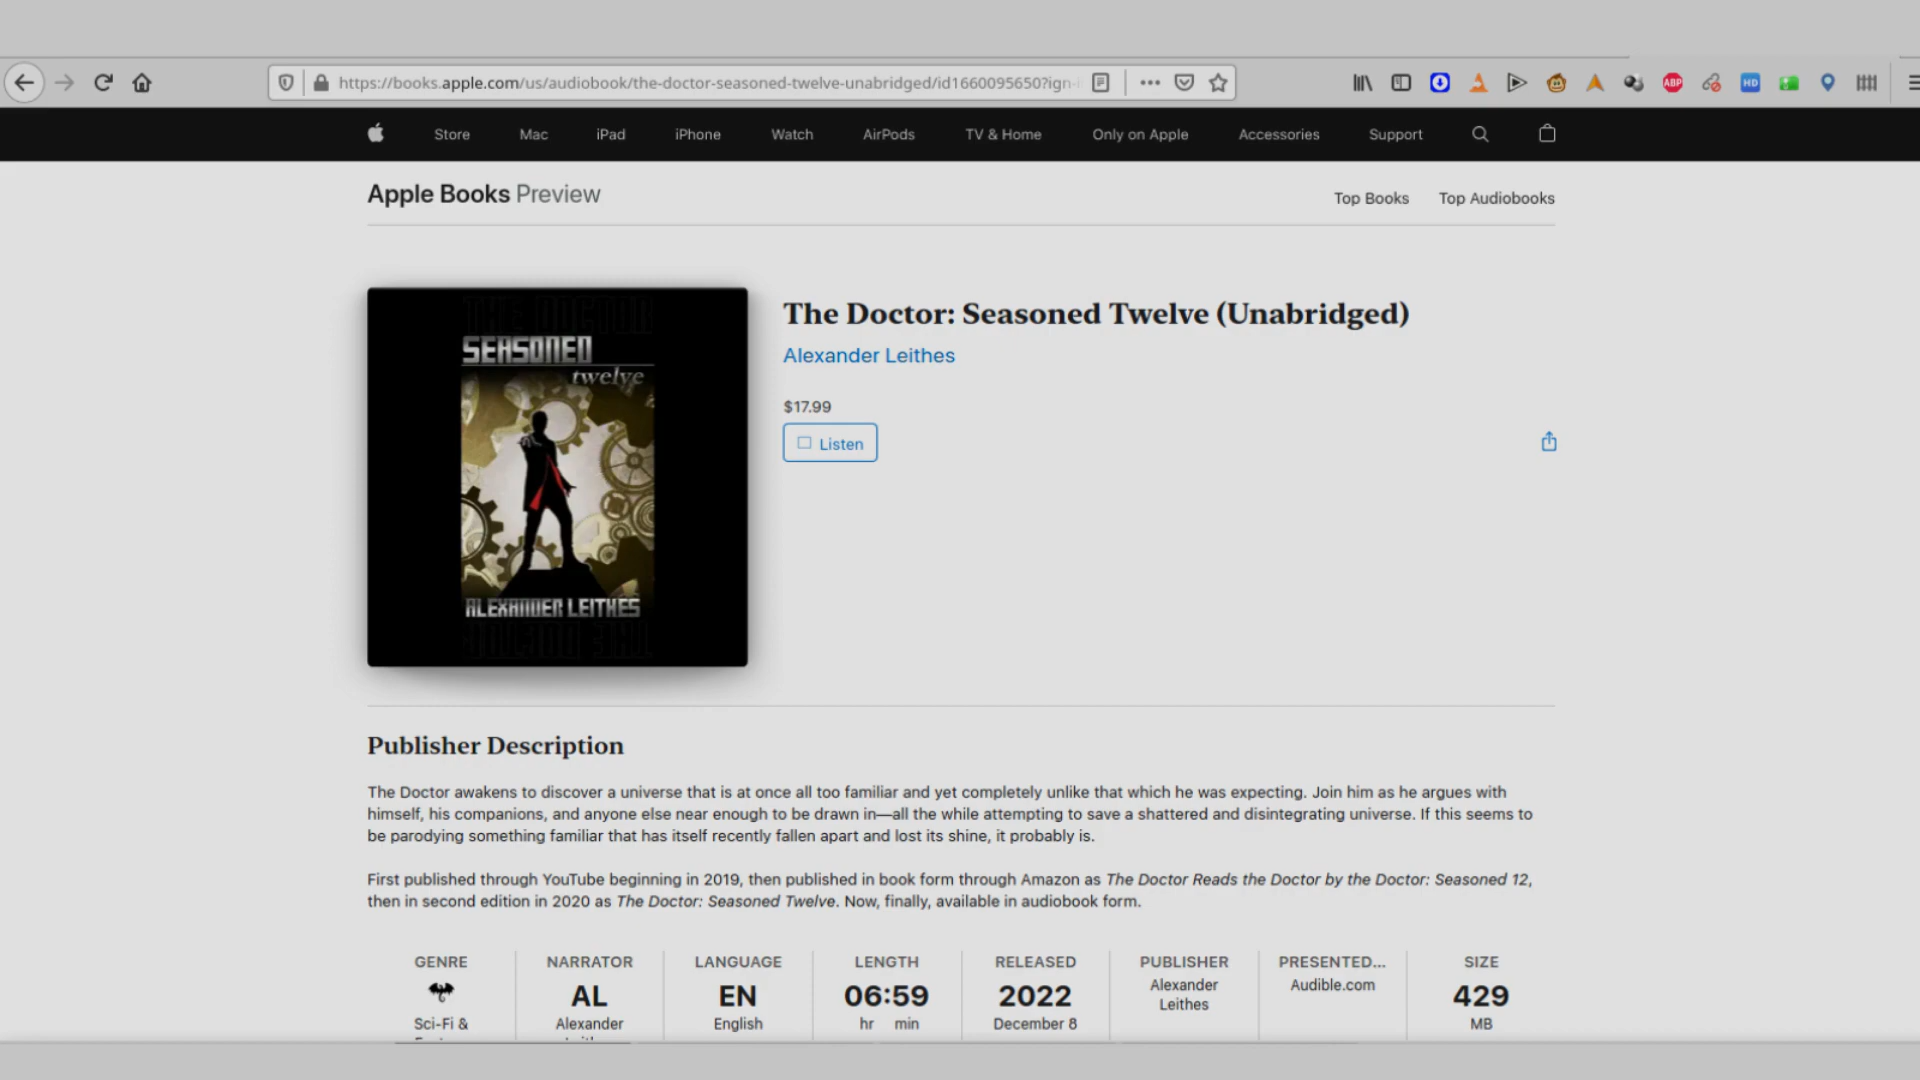 https://books.apple.com/us/audiobook/the-doctor-seasoned-twelve-unabridged/id1660095650?ign-
ABP
HD
Store Mac iPad iPhone Watch AirPods TV & Home Only on Apple Accessories Support
Apple Books Preview
Top Books Top Audiobooks
THE DOCTOR
SEASONED
twelve
ALEXANDER LEITHES
THE DOCTOR
The Doctor: Seasoned Twelve (Unabridged)
Alexander Leithes
$17.99
Listen
Publisher Description
The Doctor awakens to discover a universe that is at once all too familiar and yet completely unlike that which he was expecting. Join him as he argues with
himself, his companions, and anyone else near enough to be drawn in—all the while attempting to save a shattered and disintegrating universe. If this seems to
be parodying something familiar that has itself recently fallen apart and lost its shine, it probably is.
First published through YouTube beginning in 2019, then published in book form through Amazon as The Doctor Reads the Doctor by the Doctor: Seasoned 12,
then in second edition in 2020 as The Doctor: Seasoned Twelve. Now, finally, available in audiobook form.
GENRE NARRATOR LANGUAGE LENGTH RELEASED PUBLISHER PRESENTED... SIZE
AL EN 06:59 2022 Alexander Audible.com 429
Leithes
Sci-Fi & Alexander English hr min December 8 MB